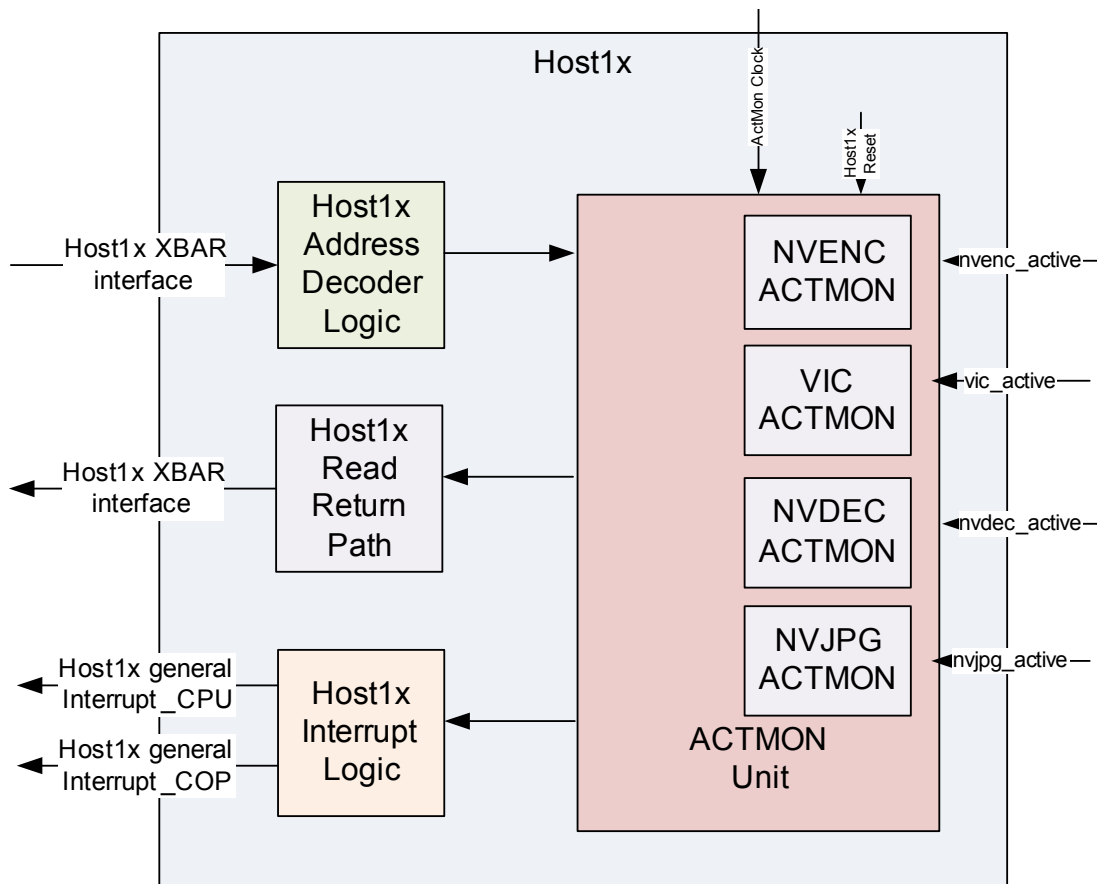 Host1x
ActMon Clock
Host1x
Reset
Host1x
Address
Decoder
Logic
Host1x XBAR
interface
NVENC
ACTMON
nvenc_active
VIC
ACTMON
vic_active
Host1x
Read
Return
Path
Host1x XBAR
interface
NVDEC
ACTMON
nvdec_active
NVJPG
ACTMON
nvjpg_active
Host1x general
Interrupt_CPU
Host1x
Interrupt
Logic
Host1x general
Interrupt_COP
ACTMON
Unit